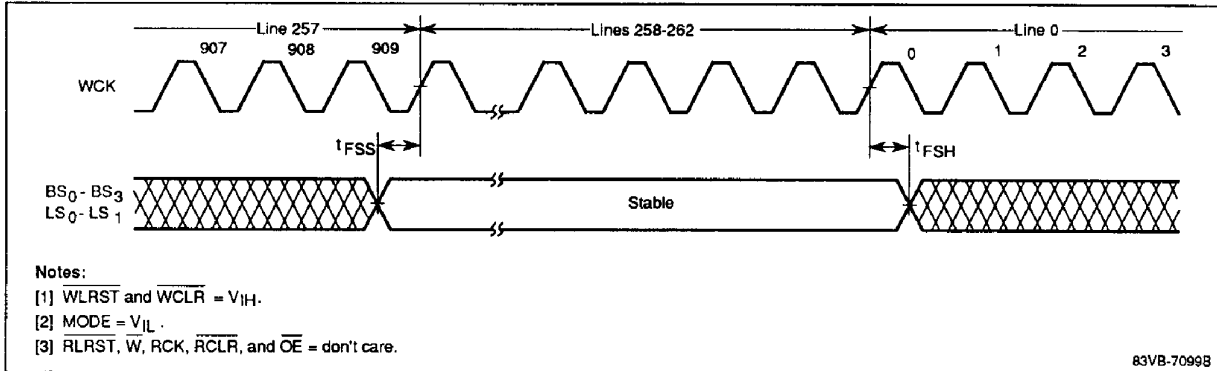 Line 257 Lines 258-262 Line 0
907 908 909 0 1 2 3
WCK
tFSS tFSH
BS0 - BS3
LS0 - LS1
Stable
Notes:
[1] WLRST and WCLR = VIH.
[2] MODE = VIL .
[3] RLRST, W, RCK, RCLR, and OE = don't care.
83VB-7099B